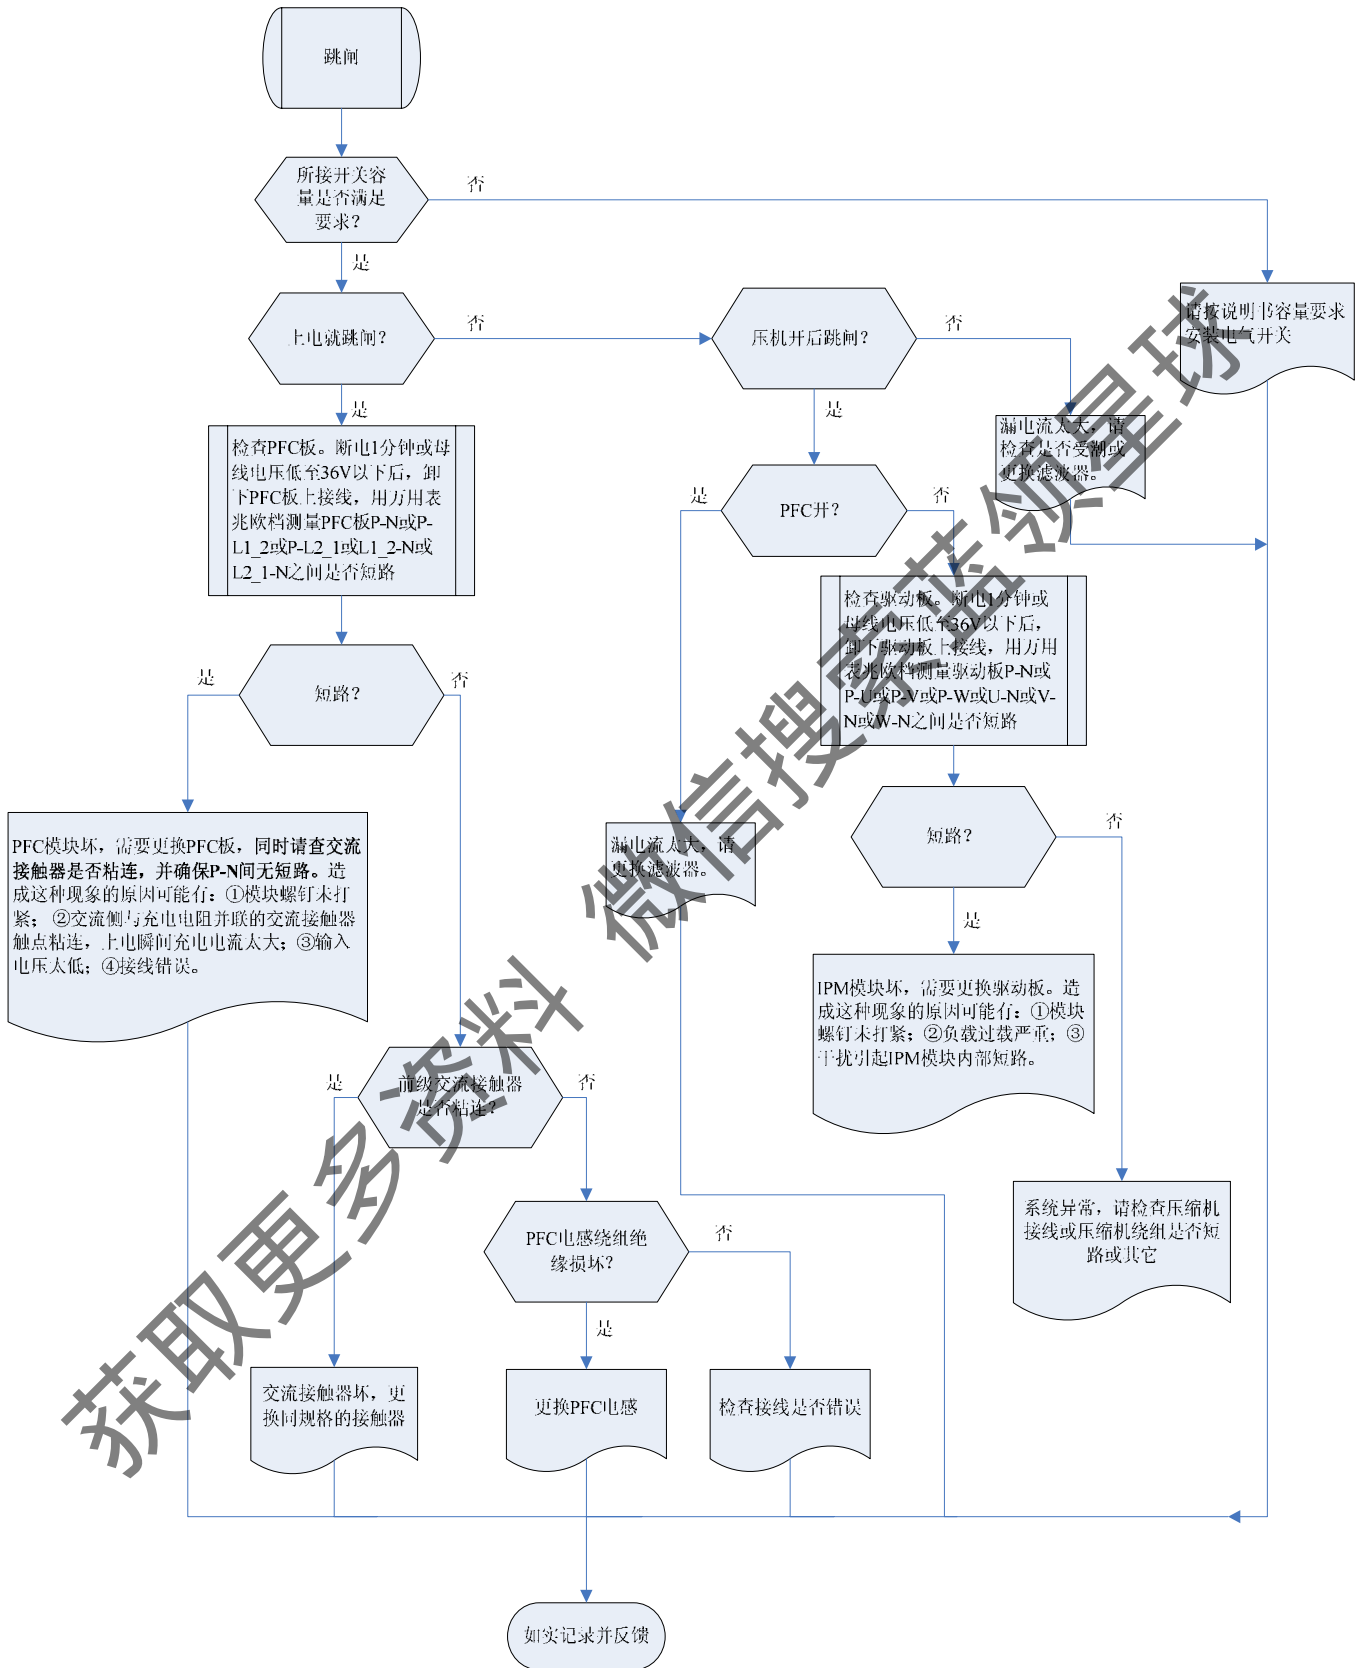 跳闸
所接开关容
量是否满足
要求?
否
是
上电就跳闸?
否
压机开后跳闸?
否
请按说明书容量要求
安装电气开关
是
是
检查PFC板。断电1分钟或母
线电压低至36V以下后，卸
下PFC板上接线，用万用表
兆欧档测量PFC板P-N或P-
L1_2或P-L2_1或L1_2-N或
L2_1-N之间是否短路
漏电流太大，请
检查是否受潮或
更换滤波器。
是
PFC开?
否
检查驱动板。断电1分钟或
母线电压低至36V以下后，
卸下驱动板上接线，用万用
表兆欧档测量驱动板P-N或
P-U或P-V或P-W或U-N或V-
N或W-N之间是否短路
是
短路?
否
PFC模块坏，需要更换PFC板，同时请查交流
接触器是否粘连，并确保P-N间无短路。造
成这种现象的原因可能有：①模块螺钉未打
紧；②交流侧与充电电阻并联的交流接触器
触点粘连，上电瞬间充电电流太大；③输入
电压太低；④接线错误。
漏电流太大，请
更换滤波器。
短路?
否
是
IPM模块坏，需要更换驱动板。造
成这种现象的原因可能有：①模块
螺钉未打紧；②负载过载严重；③
干扰引起IPM模块内部短路。
是
前级交流接触器
是否粘连?
否
系统异常，请检查压缩机
接线或压缩机绕组是否短
路或其它
PFC电感绕组绝
缘损坏?
否
是
交流接触器坏，更
换同规格的接触器
更换PFC电感
检查接线是否错误
如实记录并反馈
获取更多资料 微信搜索蓝领星球